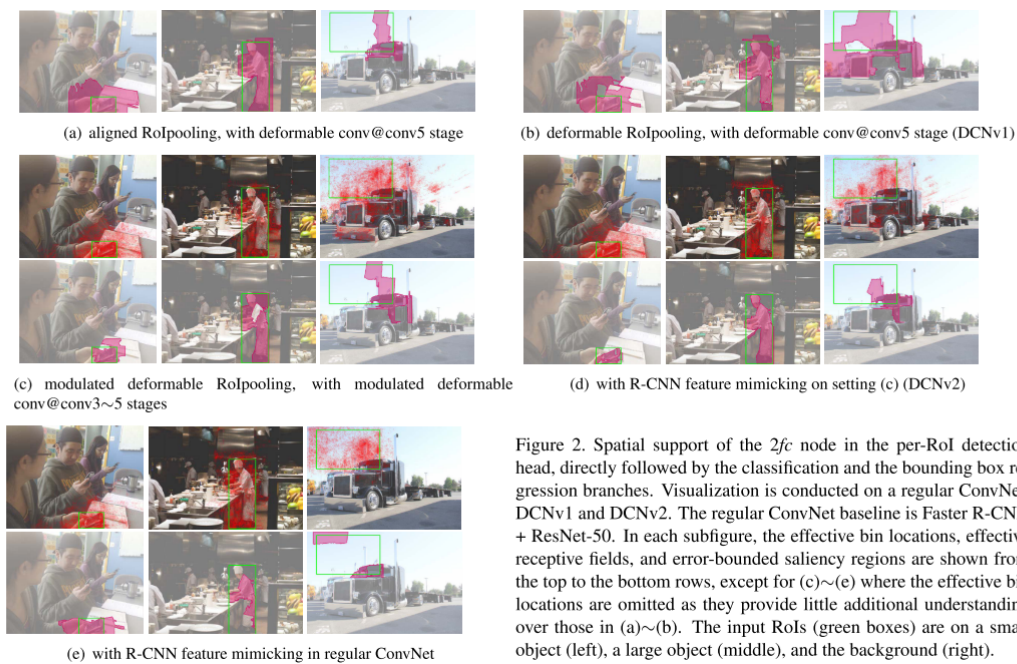 (a) aligned RoIpooling, with deformable conv@conv5 stage
(b) deformable RoIpooling, with deformable conv@conv5 stage (DCNv1)
(c) modulated deformable RoIpooling, with modulated deformable
conv@conv3~5 stages
(d) with R-CNN feature mimicking on setting (c) (DCNv2)
(e) with R-CNN feature mimicking in regular ConvNet
Figure 2. Spatial support of the 2fc node in the per-RoI detectio
head, directly followed by the classification and the bounding box re
gression branches. Visualization is conducted on a regular ConvNe
DCNv1 and DCNv2. The regular ConvNet baseline is Faster R-CN
+ ResNet-50. In each subfigure, the effective bin locations, effectiv
receptive fields, and error-bounded saliency regions are shown from
the top to the bottom rows, except for (c)~(e) where the effective bi
locations are omitted as they provide little additional understandin
over those in (a)~(b). The input RoIs (green boxes) are on a sma
object (left), a large object (middle), and the background (right).